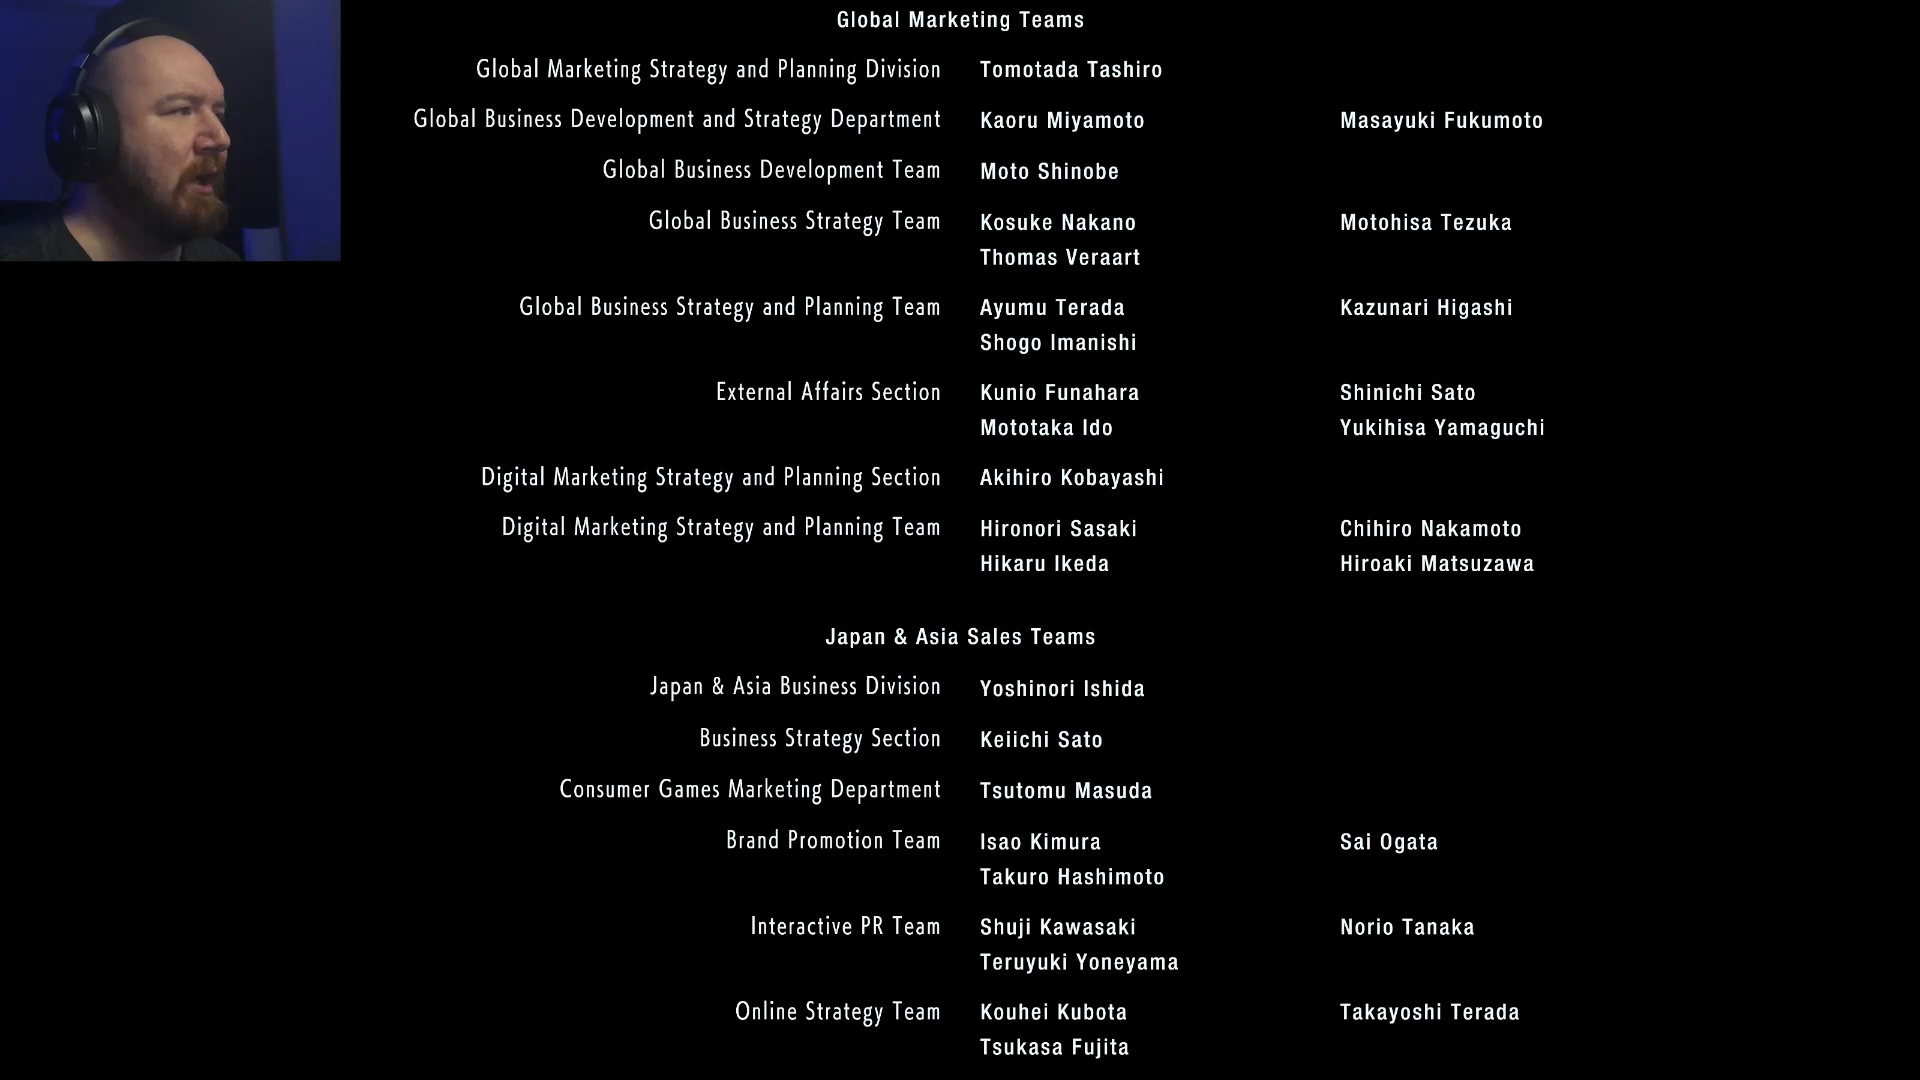 Global Marketing Teams
Global Marketing Strategy and Planning Division Tomotada Tashiro
Global Business Development and Strategy Department Kaoru Miyamoto Masayuki Fukumoto
Global Business Development Team Moto Shinobe
Global Business Strategy Team Kosuke Nakano Motohisa Tezuka
Thomas Veraart
Global Business Strategy and Planning Team Ayumu Terada Kazunari Higashi
Shogo Imanishi
External Affairs Section Kunio Funahara Shinichi Sato
Mototaka Ido Yukihisa Yamaguchi
Digital Marketing Strategy and Planning Section Akihiro Kobayashi
Digital Marketing Strategy and Planning Team Hironori Sasaki Chihiro Nakamoto
Hikaru Ikeda Hiroaki Matsuzawa
Japan & Asia Sales Teams
Japan & Asia Business Division Yoshinori Ishida
Business Strategy Section Keiichi Sato
Consumer Games Marketing Department Tsutomu Masuda
Brand Promotion Team Isao Kimura Sai Ogata
Takuro Hashimoto
Interactive PR Team Shuji Kawasaki Norio Tanaka
Teruyuki Yoneyama
Online Strategy Team Kouhei Kubota Takayoshi Terada
Tsukasa Fujita